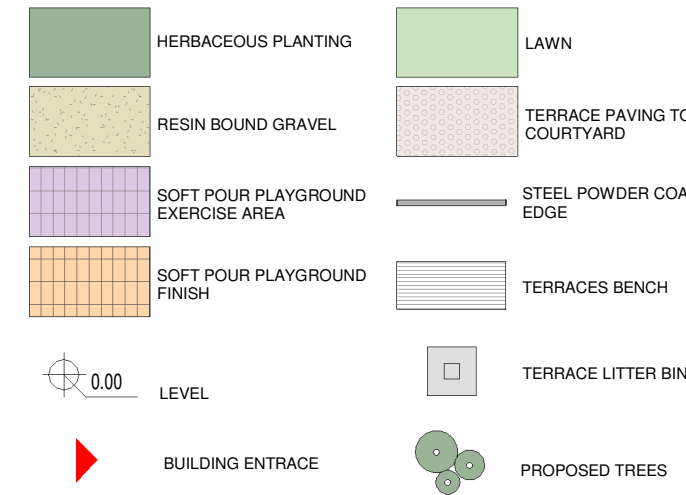 HERBACEOUS PLANTING
RESIN BOUND GRAVEL
SOFT POUR PLAYGROUND
EXERCISE AREA
SOFT POUR PLAYGROUND
FINISH
0.00
LEVEL
BUILDING ENTRACE
LAWN
TERRACE PAVING TO
COURTYARD
STEEL POWDER COA
EDGE
TERRACES BENCH
TERRACE LITTER BIN
PROPOSED TREES